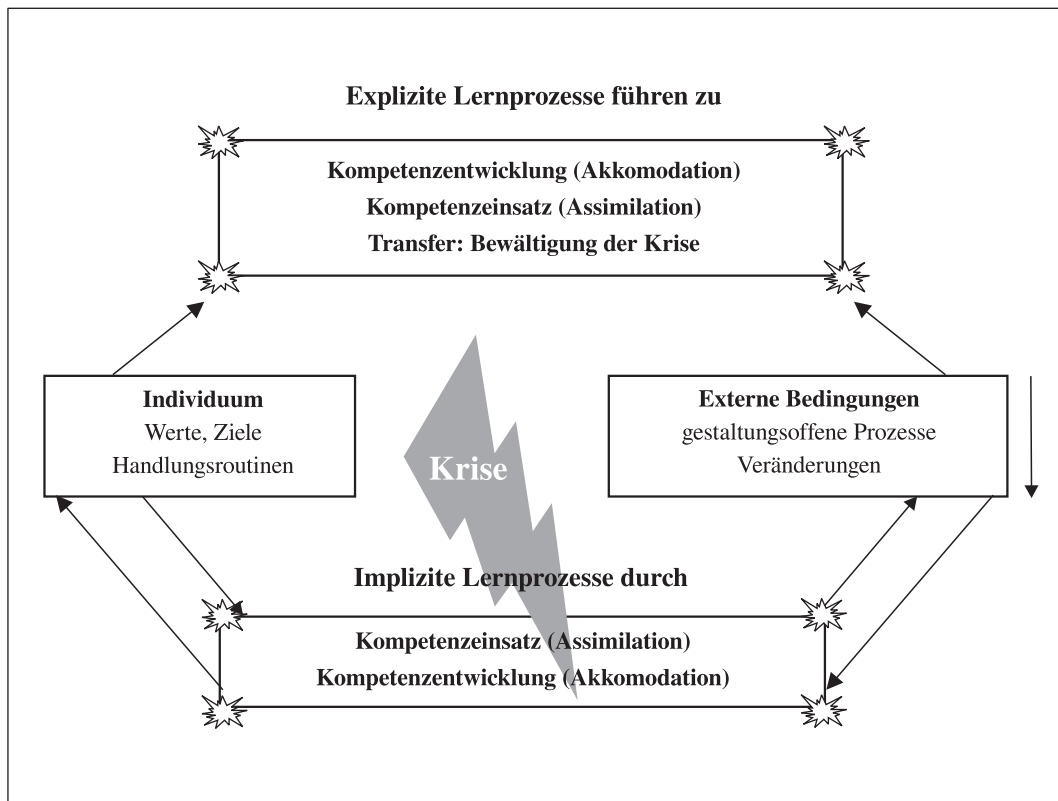 Explizite Lernprozesse führen zu
Kompetenzentwicklung (Akkomodation)
Kompetenzeinsatz (Assimilation)
Transfer: Bewältigung der Krise
Individuum
Werte, Ziele
Handlungsroutinen
Krise
Externe Bedingungen
gestaltungsoffene Prozesse
Veränderungen
Implizite Lernprozesse durch
Kompetenzeinsatz (Assimilation)
Kompetenzentwicklung (Akkomodation)